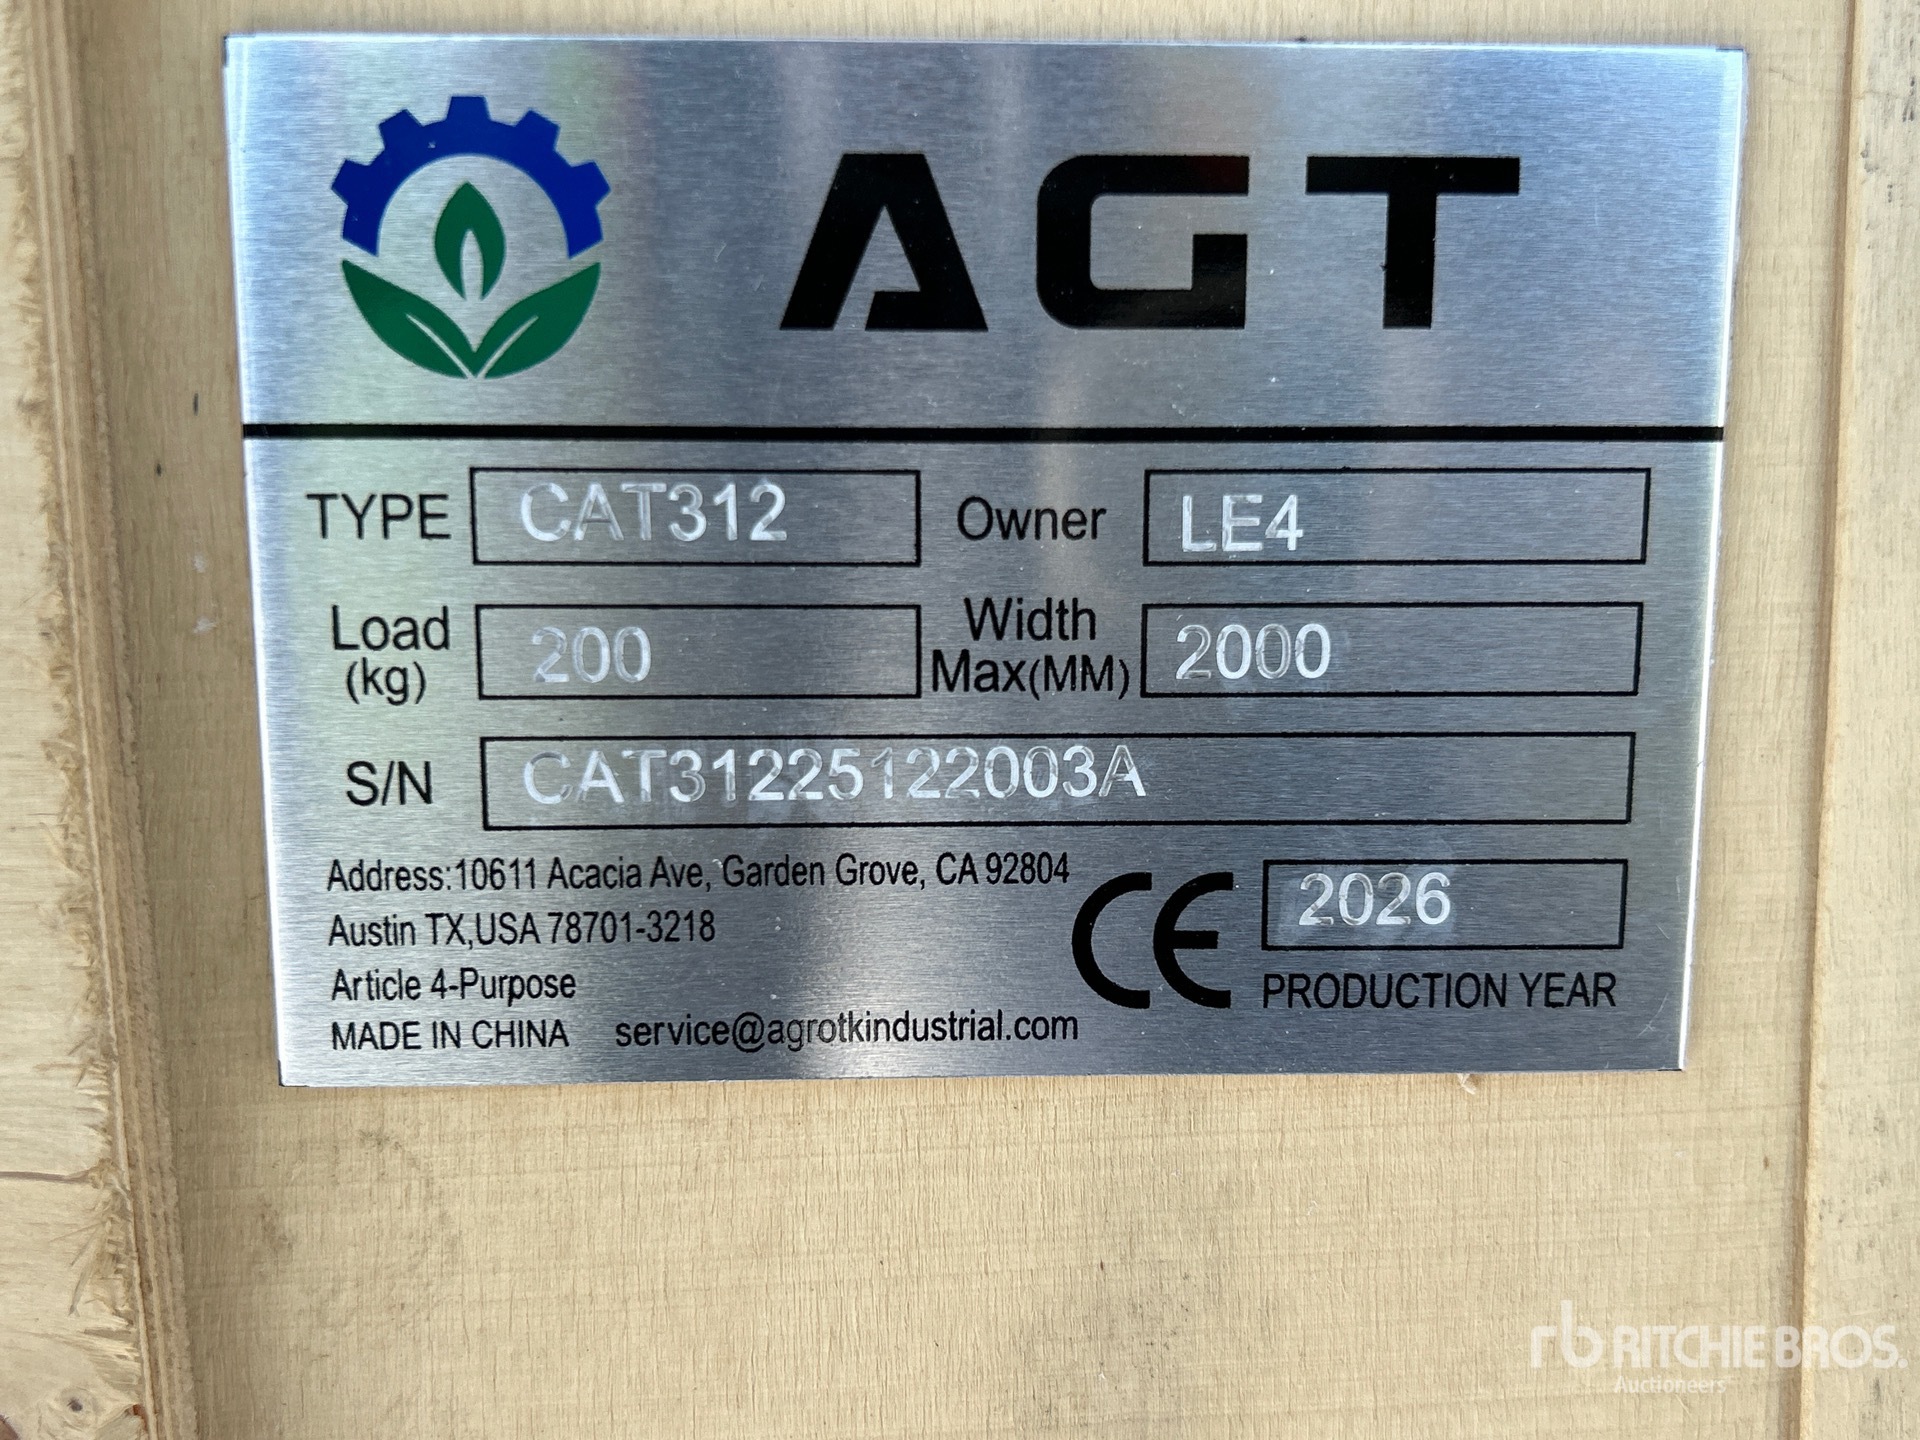 AGT
TYPE CAT312 Owner LE4
Load (kg) 200 Width Max(MM) 2000
S/N CAT31225122003A
Address:10611 Acacia Ave, Garden Grove, CA 92804
Austin TX,USA 78701-3218
CE 2026
Article 4-Purpose
PRODUCTION YEAR
MADE IN CHINA service@agrotkindustrial.com
rb RITCHIE BROS.
Auctioneers